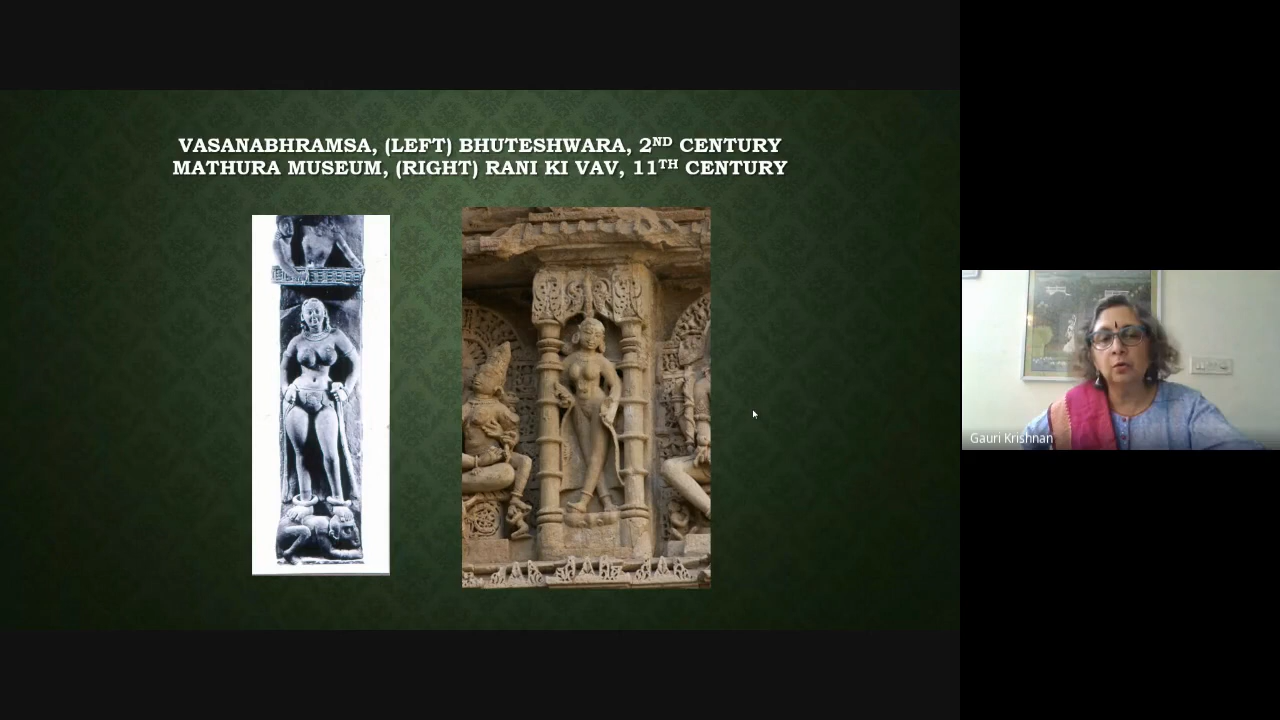 VASANABHRAMSA, (LEFT) BHUTESHWARA, 2ND CENTURY
MATHURA MUSEUM, (RIGHT) RANI KI VAV, 11TH CENTURY
Gauri Krishnan